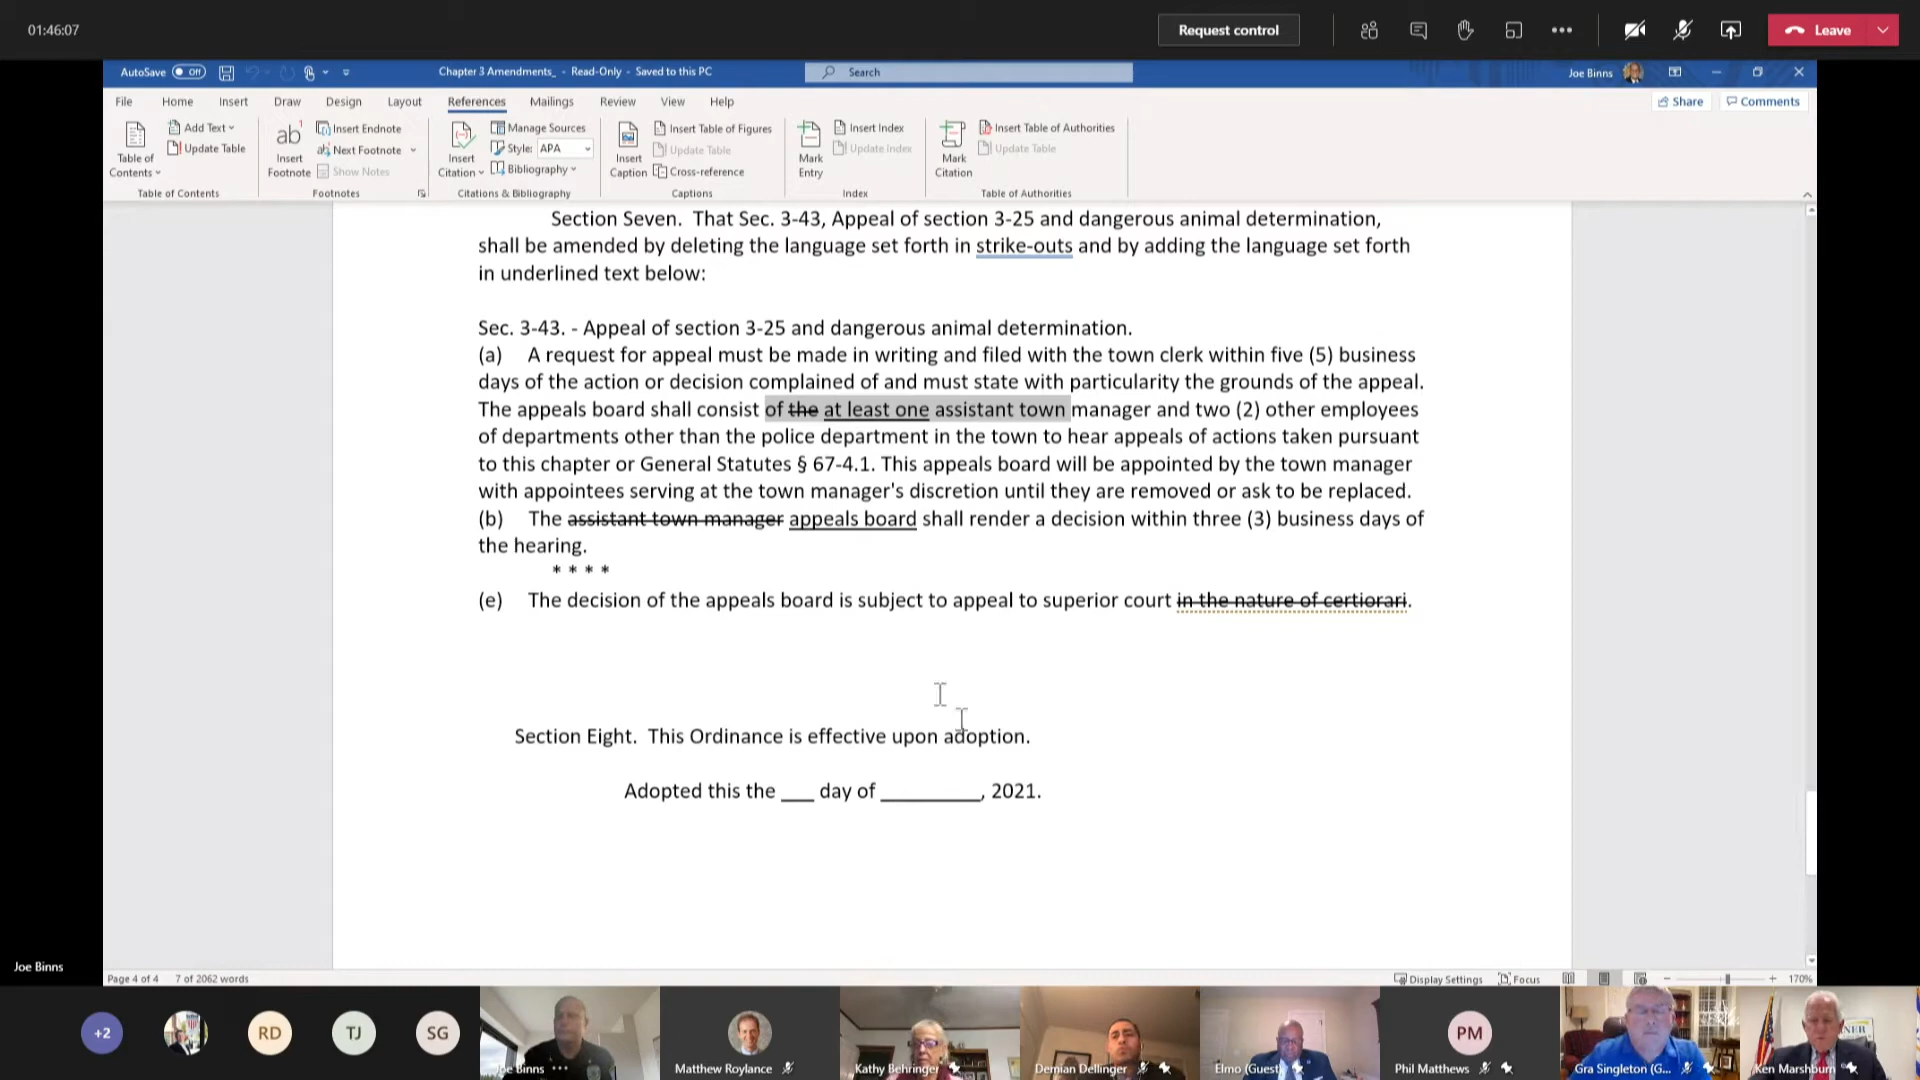 01:46:07
Request control
Leave
AutoSave Off
Chapter 3 Amendments_ - Read-Only - Saved to this PC
Search
Joe Binns
File Home Insert Draw Design Layout References Mailings Review View Help
Share Comments
Table of Contents
Add Text
Update Table
Table of Contents
ab
Insert Footnote
Insert Endnote
Next Footnote
Show Notes
Footnotes
Insert Citation
Manage Sources
Style: APA
Bibliography
Citations & Bibliography
Insert Caption
Insert Table of Figures
Update Table
Cross-reference
Captions
Mark Entry
Insert Index
Update Index
Index
Mark Citation
Insert Table of Authorities
Update Table
Table of Authorities
Section Seven. That Sec. 3-43, Appeal of section 3-25 and dangerous animal determination,
shall be amended by deleting the language set forth in strike-outs and by adding the language set forth
in underlined text below:
Sec. 3-43. - Appeal of section 3-25 and dangerous animal determination.
(a) A request for appeal must be made in writing and filed with the town clerk within five (5) business
days of the action or decision complained of and must state with particularity the grounds of the appeal.
The appeals board shall consist of the at least one assistant town manager and two (2) other employees
of departments other than the police department in the town to hear appeals of actions taken pursuant
to this chapter or General Statutes § 67-4.1. This appeals board will be appointed by the town manager
with appointees serving at the town manager's discretion until they are removed or ask to be replaced.
(b) The assistant town manager appeals board shall render a decision within three (3) business days of
the hearing.
* * * *
(e) The decision of the appeals board is subject to appeal to superior court in the nature of certiorari.
Section Eight. This Ordinance is effective upon adoption.
Adopted this the ___ day of _________, 2021.
Joe Binns
Page 4 of 4 7 of 2062 words
Display Settings Focus
170%
+2
RD
TJ
SG
PM
Joe Binns
Matthew Roylance
Kathy Behringer
Demian Dellinger
Elmo (Guest)
Phil Matthews
Gra Singleton (G...
Ken Marshburn